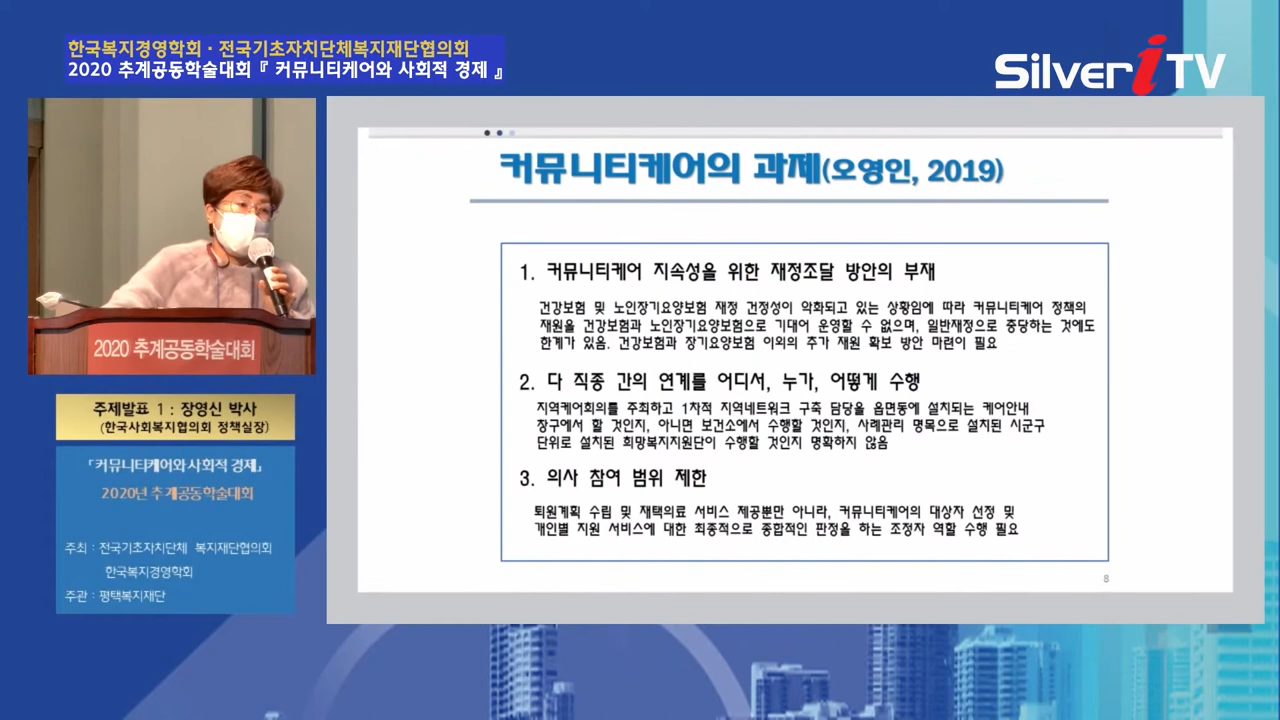 한국복지경영학회 · 전국기초자치단체복지재단협의회
2020 추계공동학술대회『 커뮤니티케어와 사회적 경제 』
Silver i TV
2020 추계공동학술대회
주제발표 1 : 장영신 박사
(한국사회복지협의회 정책실장)
「커뮤니티케어와 사회적 경제」
2020년 추계공동학술대회
주최 : 전국기초자치단체 복지재단협의회
한국복지경영학회
주관 : 평택복지재단
커뮤니티케어의 과제(오영인, 2019)
1. 커뮤니티케어 지속성을 위한 재정조달 방안의 부재
건강보험 및 노인장기요양보험 재정 건정성이 악화되고 있는 상황임에 따라 커뮤니티케어 정책의
재원을 건강보험과 노인장기요양보험으로 기대어 운영할 수 없으며, 일반재정으로 충당하는 것에도
한계가 있음. 건강보험과 장기요양보험 이외의 추가 재원 확보 방안 마련이 필요
2. 다 직종 간의 연계를 어디서, 누가, 어떻게 수행
지역케어회의를 주최하고 1차적 지역네트워크 구축 담당을 읍면동에 설치되는 케어안내
창구에서 할 것인지, 아니면 보건소에서 수행할 것인지, 사례관리 명목으로 설치된 시군구
단위로 설치된 희망복지지원단이 수행할 것인지 명확하지 않음
3. 의사 참여 범위 제한
퇴원계획 수립 및 재택의료 서비스 제공뿐만 아니라, 커뮤니티케어의 대상자 선정 및
개인별 지원 서비스에 대한 최종적으로 종합적인 판정을 하는 조정자 역할 수행 필요
8